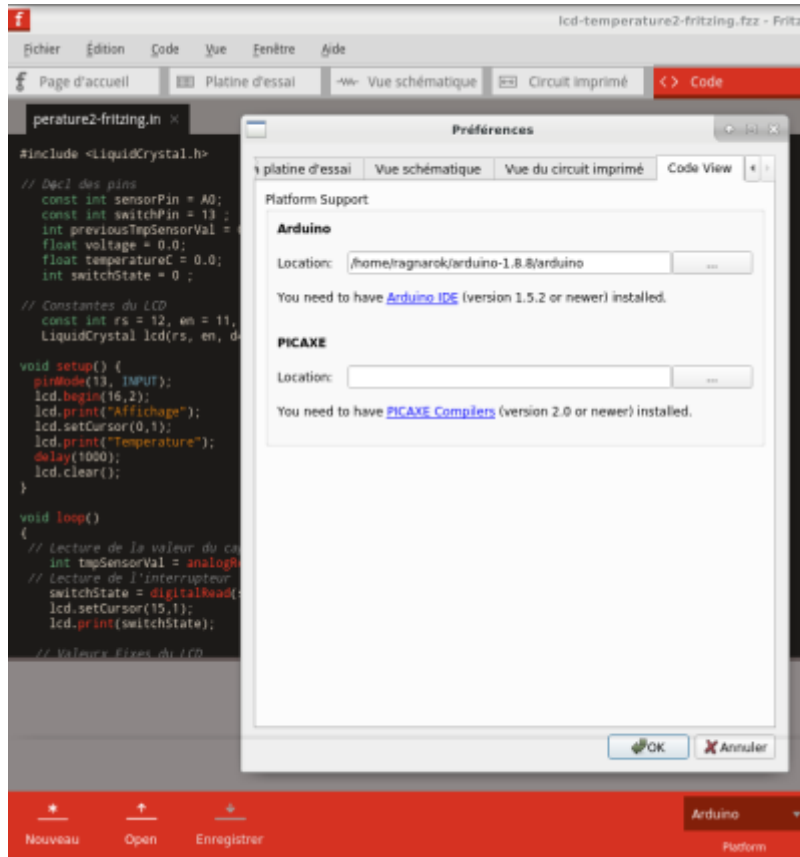 lcd-temperature2-fritzing.fzz - Fritz
Fichier Édition Code Vue Fenêtre Aide
Page d'accueil Platine d'essai Vue schématique Circuit imprimé <> Code
perature2-fritzing.in ×
#include <LiquidCrystal.h>
// Décl des pins
const int sensorPin = A0;
const int switchPin = 13 ;
int previousTmpSensorVal =
float voltage = 0.0;
float temperatureC = 0.0;
int switchState = 0 ;
// Constantes du LCD
const int rs = 12, en = 11,
LiquidCrystal lcd(rs, en, d
void setup() {
pinMode(13, INPUT);
lcd.begin(16,2);
lcd.print("Affichage");
lcd.setCursor(0,1);
lcd.print("Temperature");
delay(1000);
lcd.clear();
}
void loop()
{
// Lecture de la valeur du ca
int tmpSensorVal = analogR
// Lecture de l'interrupteur
switchState = digitalRead(
lcd.setCursor(15,1);
lcd.print(switchState);
// Valeurx fixes du LCD
Préférences
platine d'essai Vue schématique Vue du circuit imprimé Code View
Platform Support
Arduino
Location: /home/ragnarok/arduino-1.8.8/arduino ...
You need to have Arduino IDE (version 1.5.2 or newer) installed.
PICAXE
Location: ...
You need to have PICAXE Compilers (version 2.0 or newer) installed.
OK Annuler
Nouveau Open Enregistrer
Arduino
Platform